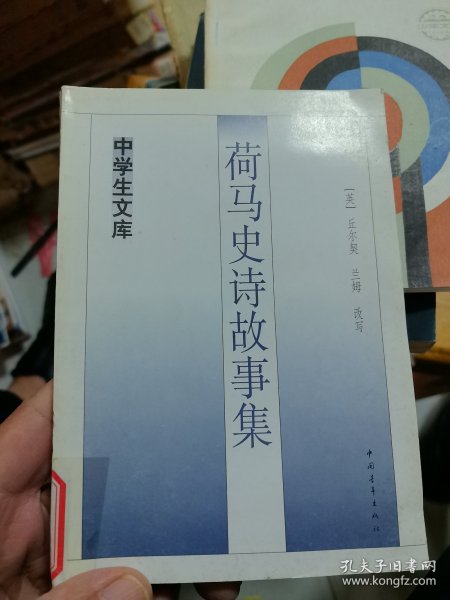 中学生文库
荷马史诗故事集
[英] 丘尔契 兰姆 改写
中国青年出版社
孔夫子旧书网
www.kongfz.com